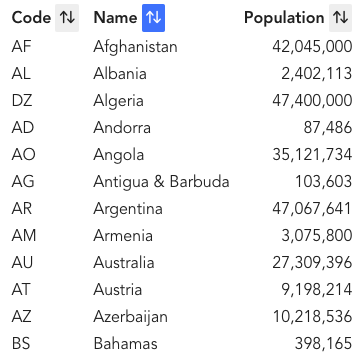 Code Name Population
AF Afghanistan 42,045,000
AL Albania 2,402,113
DZ Algeria 47,400,000
AD Andorra 87,486
AO Angola 35,121,734
AG Antigua & Barbuda 103,603
AR Argentina 47,067,641
AM Armenia 3,075,800
AU Australia 27,309,396
AT Austria 9,198,214
AZ Azerbaijan 10,218,536
BS Bahamas 398,165